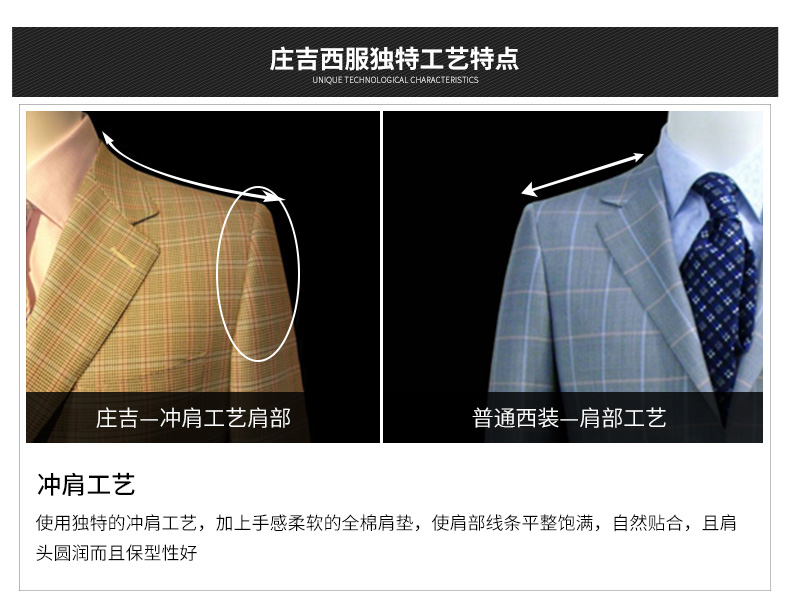 庄吉西服独特工艺特点
UNIQUE TECHNOLOGICAL CHARACTERISTICS
庄吉—冲肩工艺肩部
普通西装—肩部工艺
冲肩工艺
使用独特的冲肩工艺，加上手感柔软的全棉肩垫，使肩部线条平整饱满，自然贴合，且肩
头圆润而且保型性好